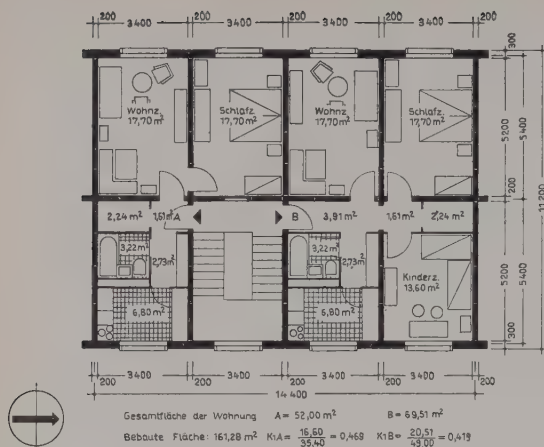 200 200 200 200 200
3400 3400 3400 3400
Wohnz. Schlafz. Wohnz. Schlafz.
17,70 m² 17,70 m² 17,70 m² 17,70 m²
300
5200 5400
200
11.200
2,24 m² 1,61 m² A B 3,91 m² 1,61 m² 2,24 m²
3,22 m² 3,22 m²
2,73 m² 2,73 m²
Kinderz.
13,60 m²
6,80 m² 6,80 m²
5200 5400
300
3400 3400 3400 3400
200 200 200 200 200
14.400
Gesamtfläche der Wohnung A = 52,00 m² B = 69,51 m²
Bebaute Fläche: 161,28 m² K1A = 16,60 / 35,40 = 0,469 K1B = 20,51 / 49,00 = 0,419